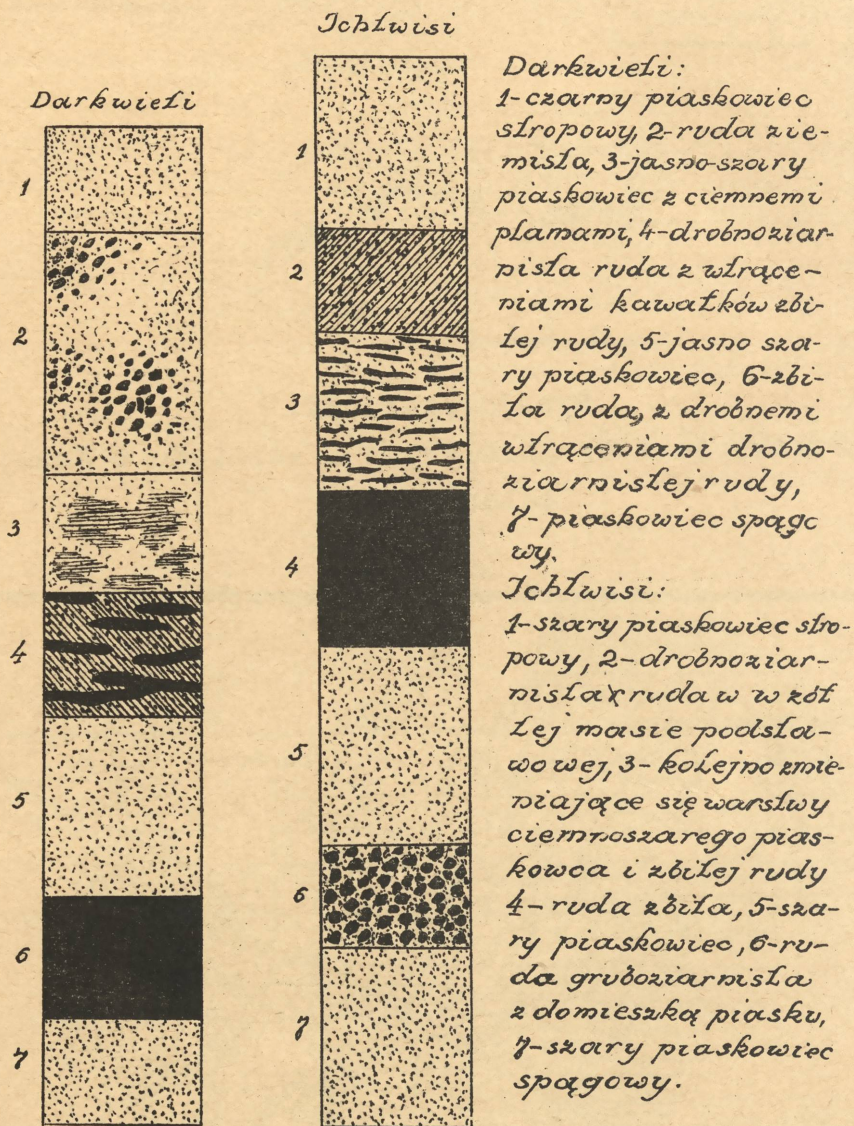 Ichtwisi
Darkwieti
1
2
3
4
5
6
7
1
2
3
4
5
6
7
Darkwieti:
1-czarny piaskowiec
stropowy, 2-ruda zie-
mista, 3-jasno-szary
piaskowiec z ciemnemi
plamami, 4-drobnoziar-
nista ruda z wtrące-
niami kawałków zbi-
tej rudy, 5-jasno sza-
ry piaskowiec, 6-zbi-
ta ruda, z drobnemi
wtrąceniami drobno-
ziarnistej rudy,
7-piaskowiec spągo
wy.
Ichtwisi:
1-szary piaskowiec stro-
powy, 2-drobnoziar-
nista ruda w w żół
tej masie podsta-
wowej, 3-kolejno zmie-
niające się warstwy
ciemnoszarego pias-
kowca i zbitej rudy
4-ruda zbita, 5-sza-
ry piaskowiec, 6-ru-
da gruboziarnista
z domieszką piasku,
7-szary piaskowiec
spągowy.